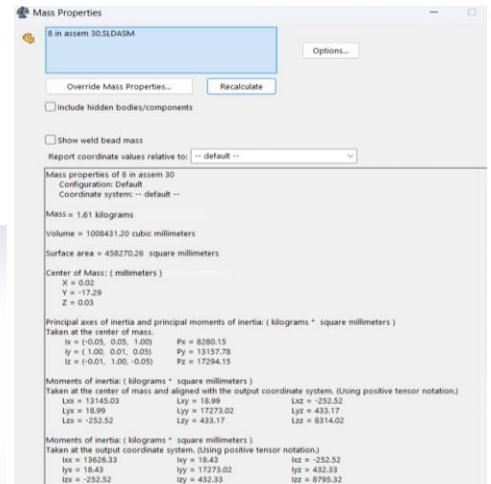 Mass Properties
8 in assem 30.SLDASM
Options...
Override Mass Properties...
Recalculate
Include hidden bodies/components
Show weld bead mass
Report coordinate values relative to: -- default --
Mass properties of 8 in assem 30
Configuration: Default
Coordinate system: -- default --
Mass = 1.61 kilograms
Volume = 1008431.20 cubic millimeters
Surface area = 458270.26 square millimeters
Center of Mass: ( millimeters )
X = 0.02
Y = -17.29
Z = 0.03
Principal axes of inertia and principal moments of inertia: ( kilograms * square millimeters )
Taken at the center of mass.
Ix = (-0.05, 0.05, 1.00) Px = 8280.15
Iy = ( 1.00, 0.01, 0.05) Py = 13157.78
Iz = (-0.01, 1.00, -0.05) Pz = 17294.15
Moments of inertia: ( kilograms * square millimeters )
Taken at the center of mass and aligned with the output coordinate system. (Using positive tensor notation.)
Lxx = 13145.03 Lxy = 18.99 Lxz = -252.52
Lyx = 18.99 Lyy = 17273.02 Lyz = 433.17
Lzx = -252.52 Lzy = 433.17 Lzz = 8314.02
Moments of inertia: ( kilograms * square millimeters )
Taken at the output coordinate system. (Using positive tensor notation.)
Ixx = 13626.33 Ixy = 18.43 Ixz = -252.52
Iyx = 18.43 Iyy = 17273.02 Iyz = 432.33
Izx = -252.52 Izy = 432.33 Izz = 8795.32